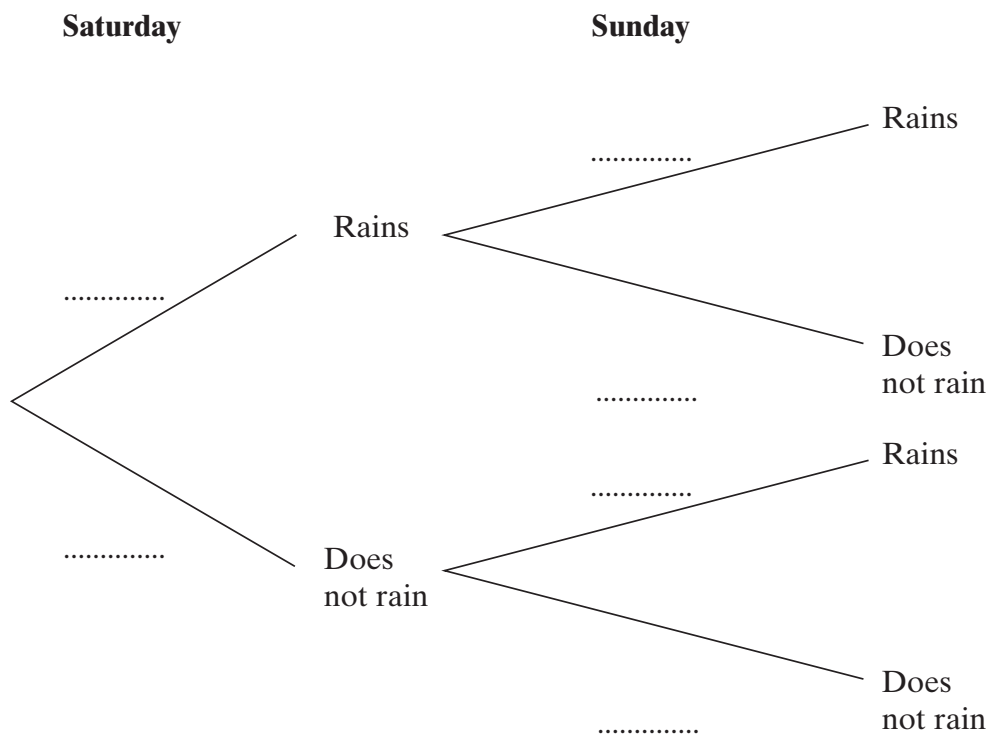 Saturday
Sunday
Rains
..............
Rains
..............
Does
not rain
..............
Rains
..............
..............
Does
not rain
Does
not rain
..............